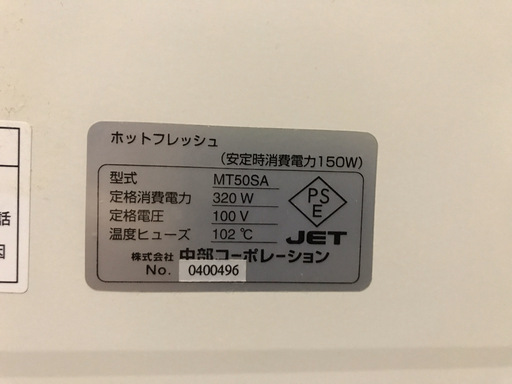 ホットフレッシュ
(安定時消費電力150W)
型式 MT50SA
定格消費電力 320 W
定格電圧 100 V
温度ヒューズ 102 ℃
PS
E
JET
株式会社 中部コーポレーション
No. 0400496
話
因